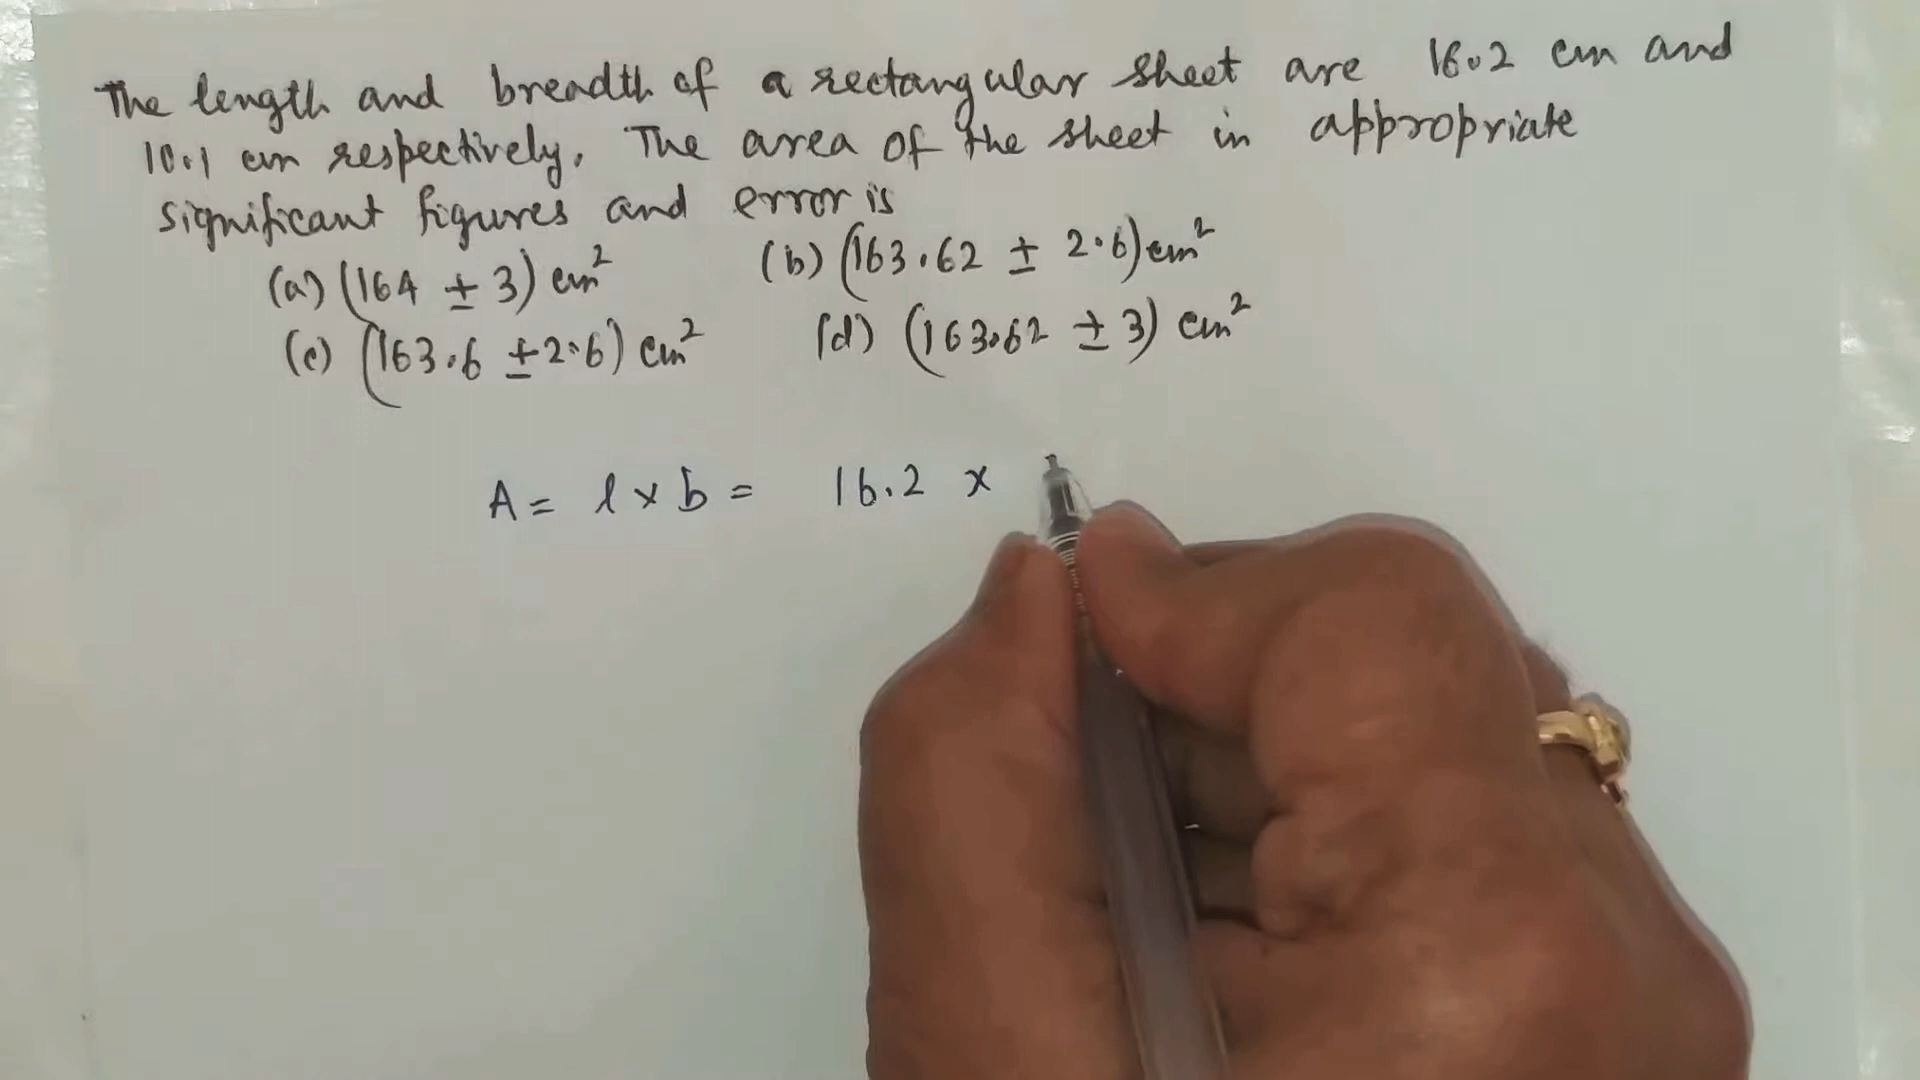 The length and breadth of a rectangular sheet are 16.2 cm and
10.1 cm respectively. The area of the sheet in appropriate
significant figures and error is
(a) (164 ± 3) cm² (b) (163.62 ± 2.6) cm²
(c) (163.6 ± 2.6) cm² (d) (163.62 ± 3) cm²
A = l × b = 16.2 ×